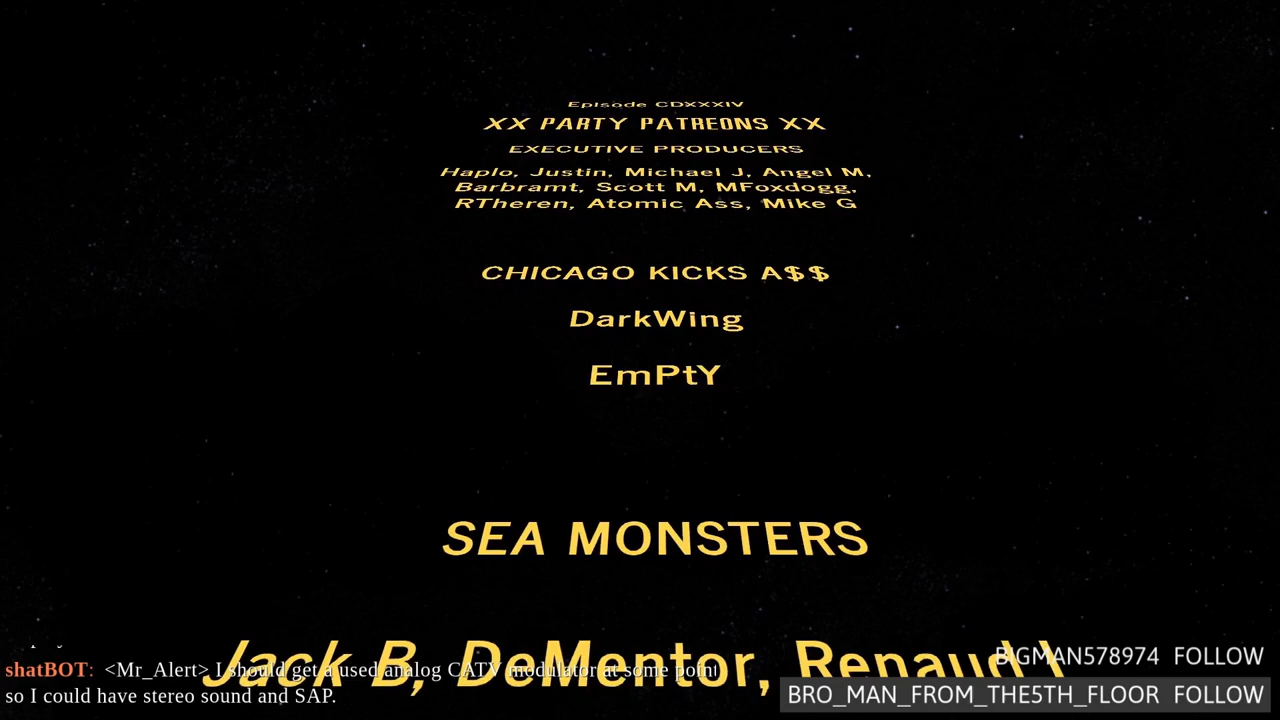 Episode CDXXXIV
XX PARTY PATREONS XX
EXECUTIVE PRODUCERS
Haplo, Justin, Michael J, Angel M,
Barbramt, Scott M, MFoxdogg,
RTheren, Atomic Ass, Mike G
CHICAGO KICKS A$$
DarkWing
EmPtY
SEA MONSTERS
Jack B, DeMentor, Renaud
shatBOT: <Mr_Alert> I should get a used analog CATV modulator at some point
so I could have stereo sound and SAP.
BIGMAN578974 FOLLOW
BRO_MAN_FROM_THE5TH_FLOOR FOLLOW